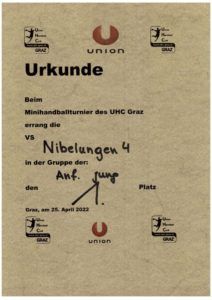 UNION
Urkunde
Beim
Minihandballturnier des UHC Graz
errang die
VS Nibelungen 4
in der Gruppe der:
Anf. Jung
den 1. Platz
Graz, am 25. April 2022
UNION